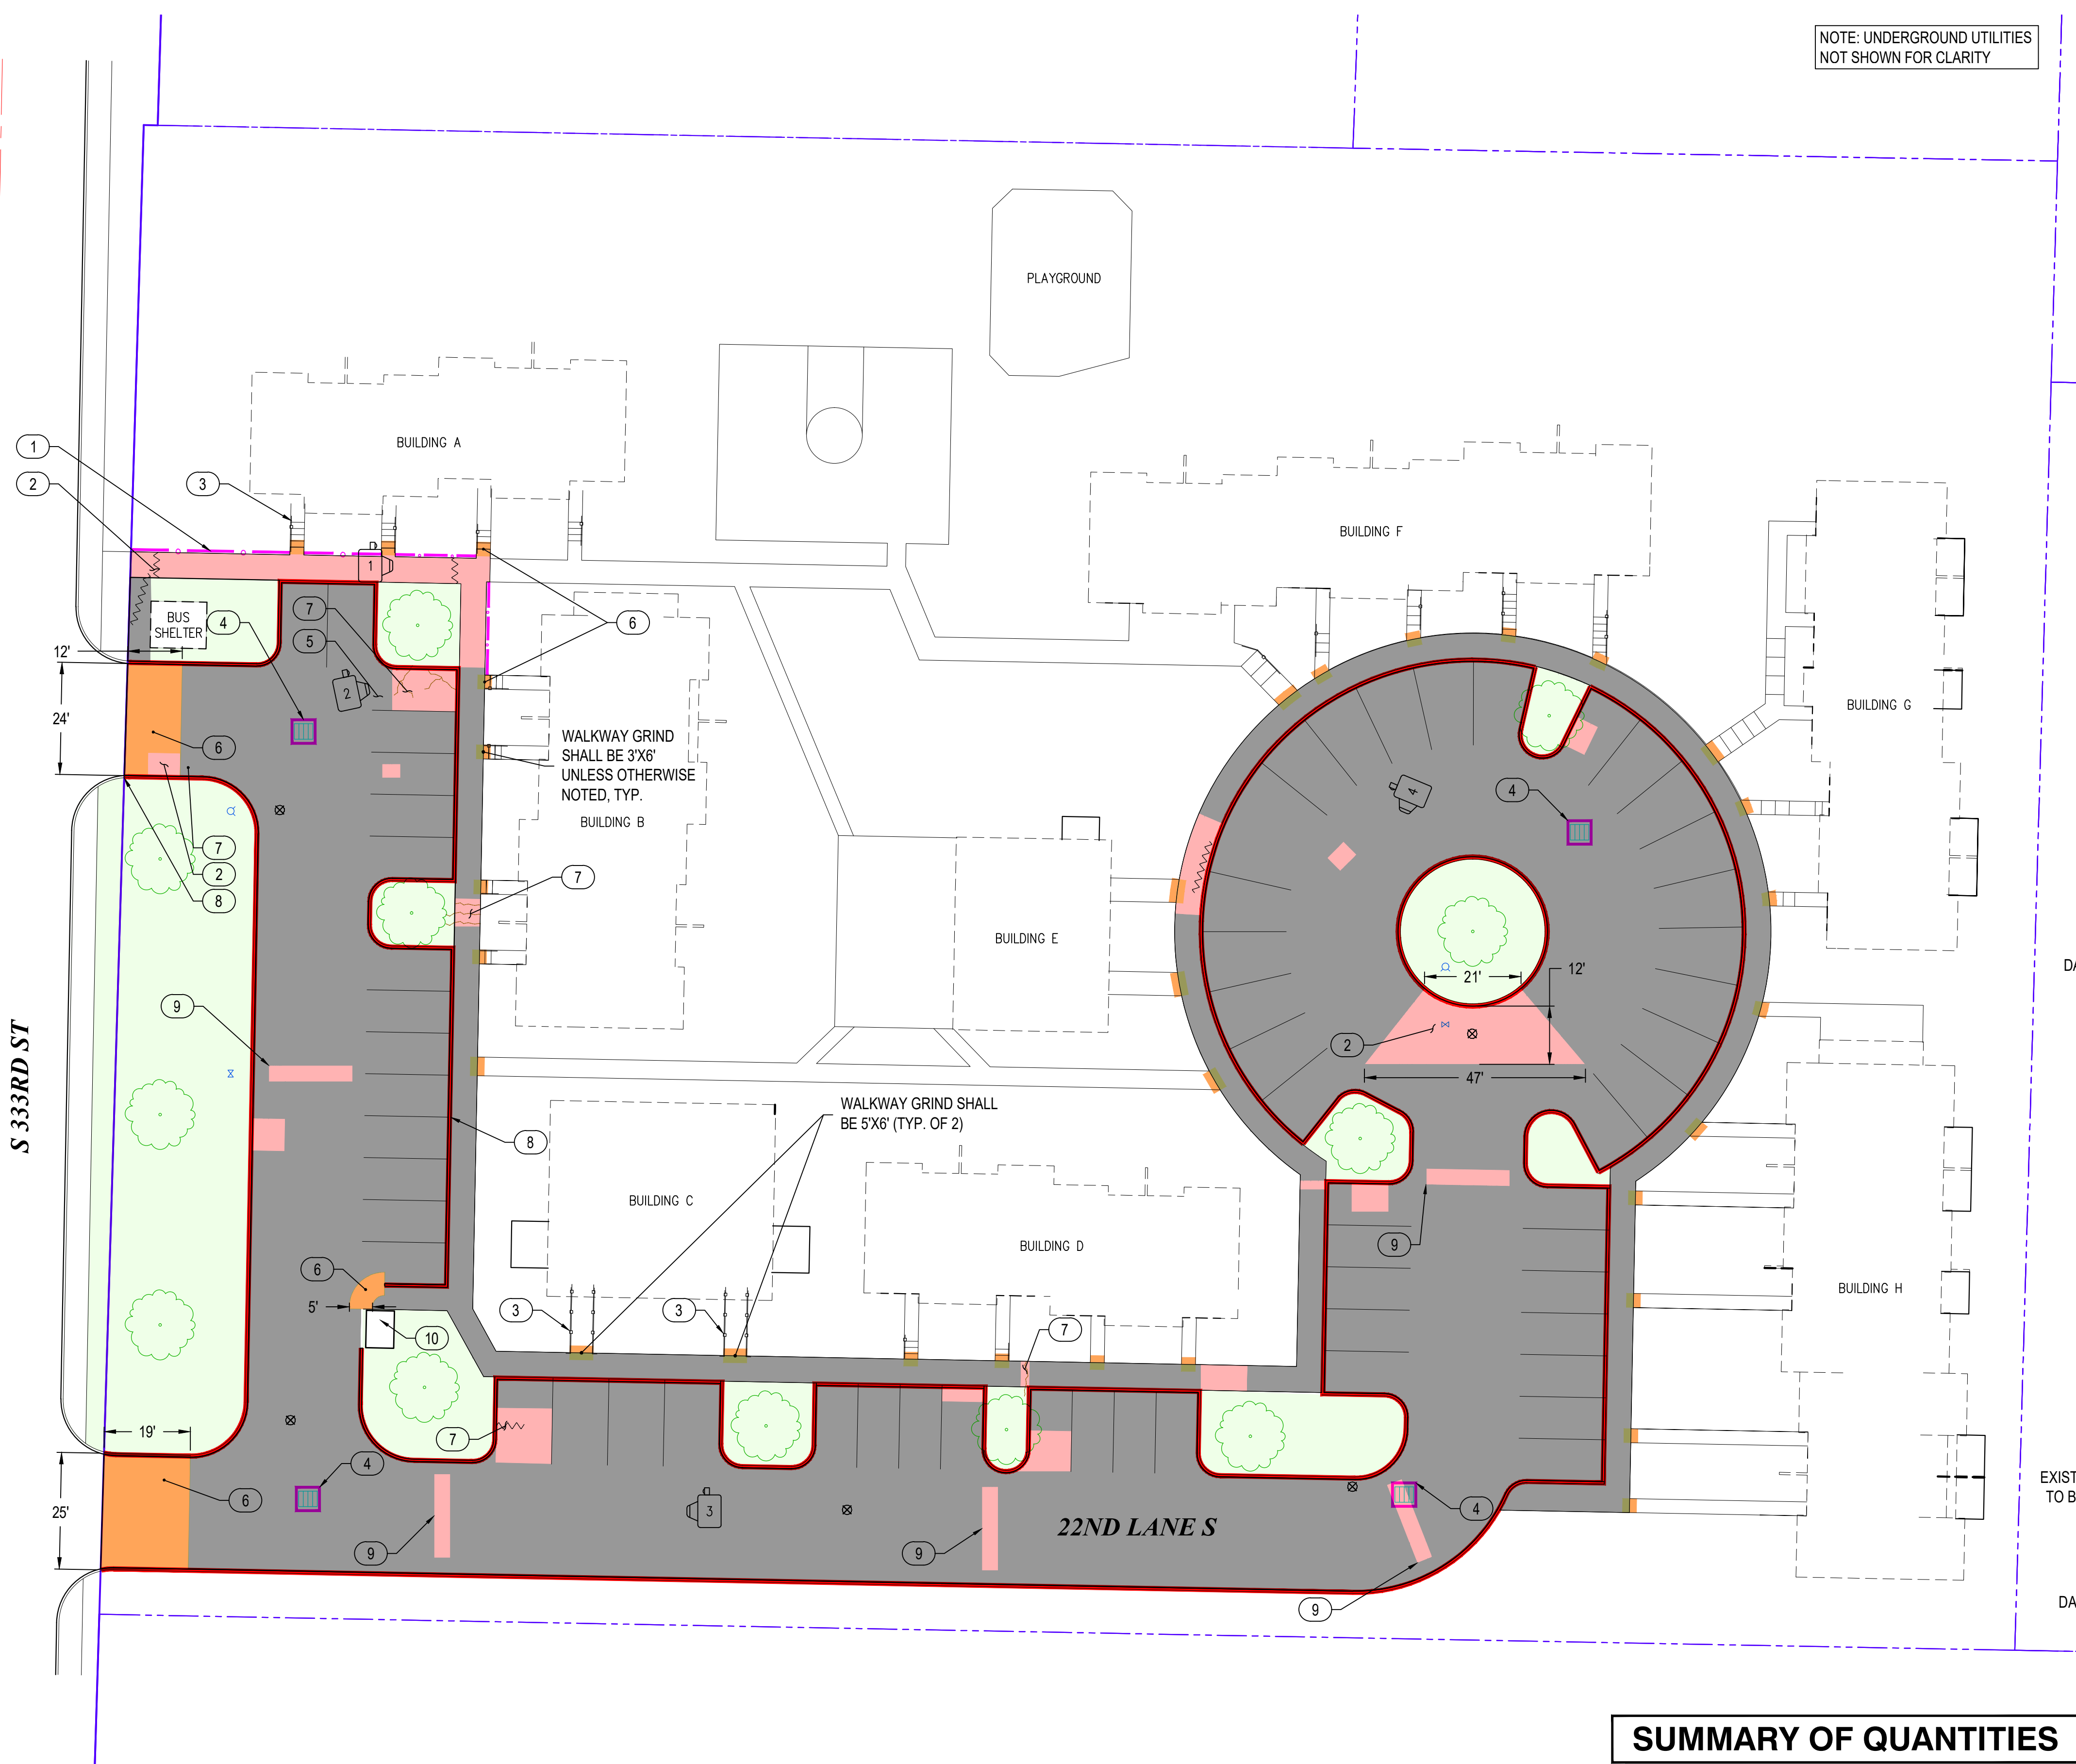 NOTE: UNDERGROUND UTILITIES
NOT SHOWN FOR CLARITY
PLAYGROUND
BUILDING A
1
2
3
BUILDING F
1
BUS
SHELTER
4
7
5
6
12'
2
24'
BUILDING G
6
WALKWAY GRIND
SHALL BE 3'X6'
UNLESS OTHERWISE
NOTED, TYP.
BUILDING B
4
4
7
2
8
7
BUILDING E
DA
21'
12'
9
2
47'
S 333RD ST
WALKWAY GRIND SHALL
BE 5'X6' (TYP. OF 2)
8
BUILDING C
BUILDING D
9
6
5'
3
3
7
10
BUILDING H
19'
7
4
6
25'
3
4
EXIST
TO B
22ND LANE S
9
9
9
DA
SUMMARY OF QUANTITIES